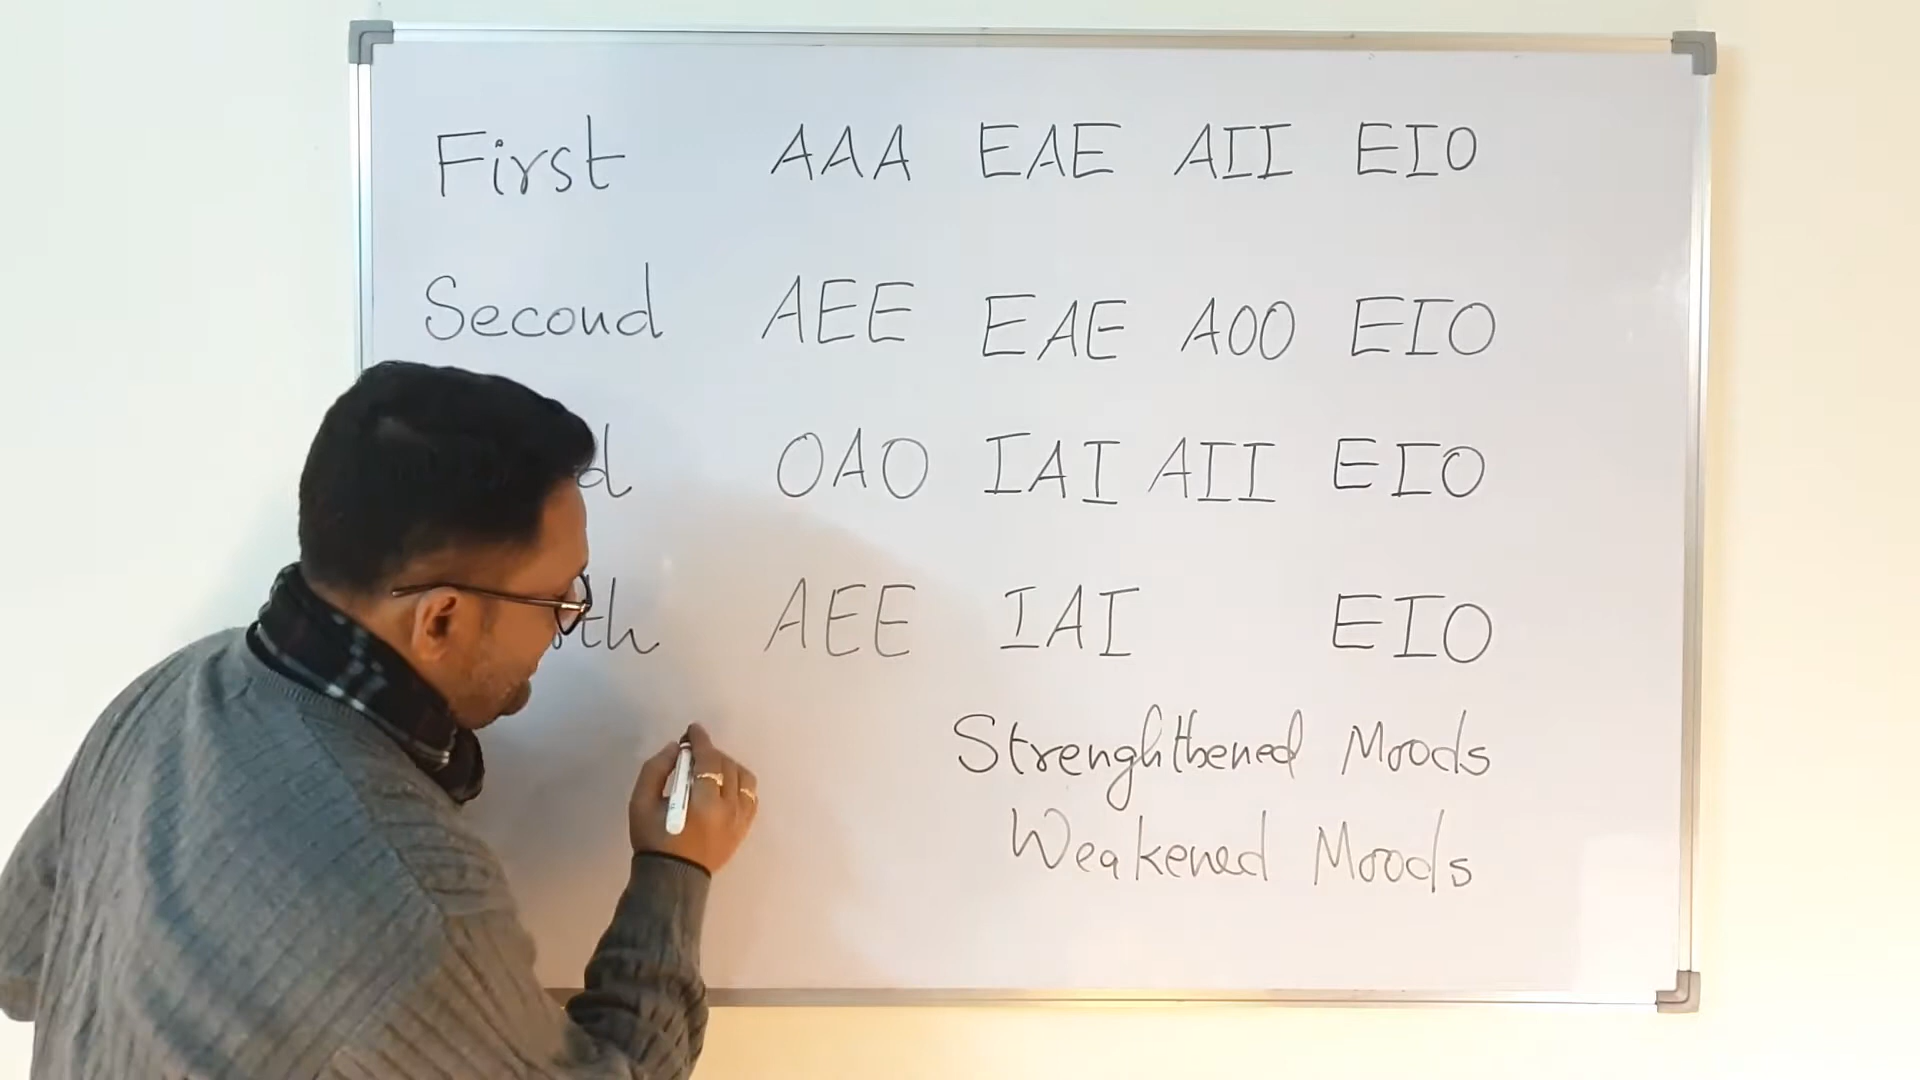 First AAA EAE AII EIO
Second AEE EAE AOO EIO
d OAO IAI AII EIO
th AEE IAI EIO
Strenghthened Moods
Weakened Moods